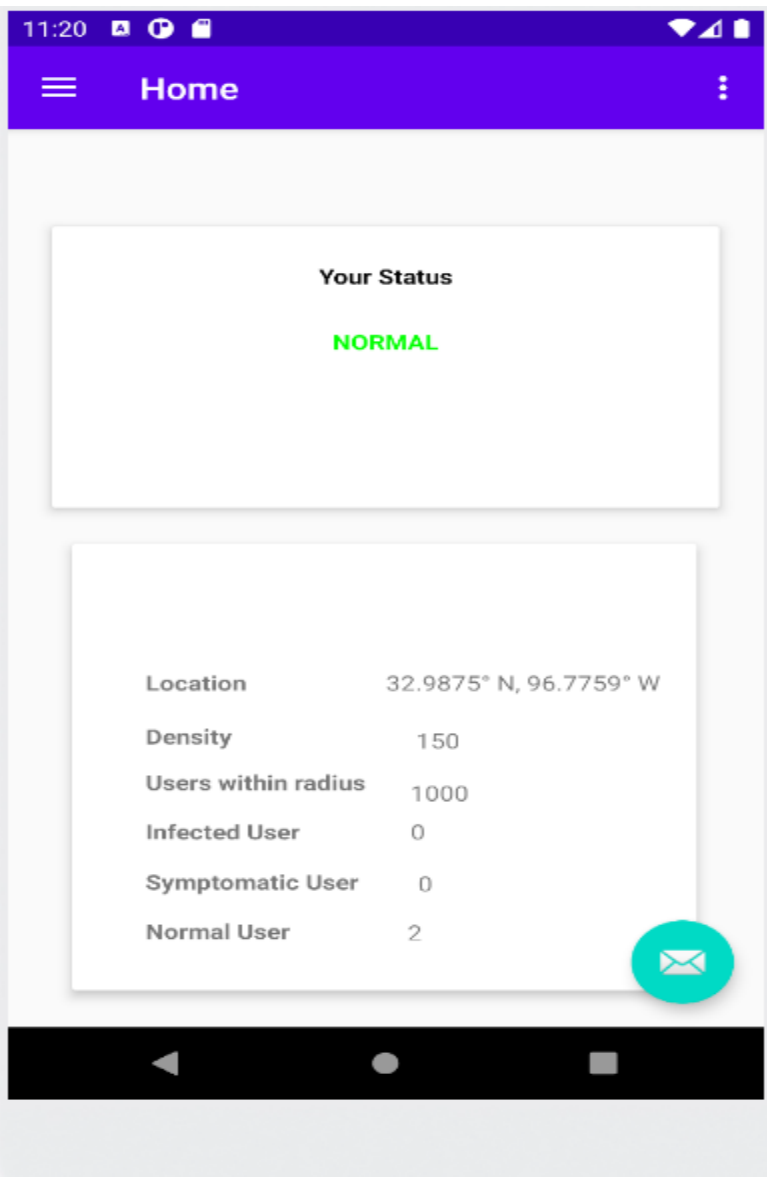 11:20
Home
Your Status
NORMAL
Location 32.9875° N, 96.7759° W
Density 150
Users within radius 1000
Infected User 0
Symptomatic User 0
Normal User 2